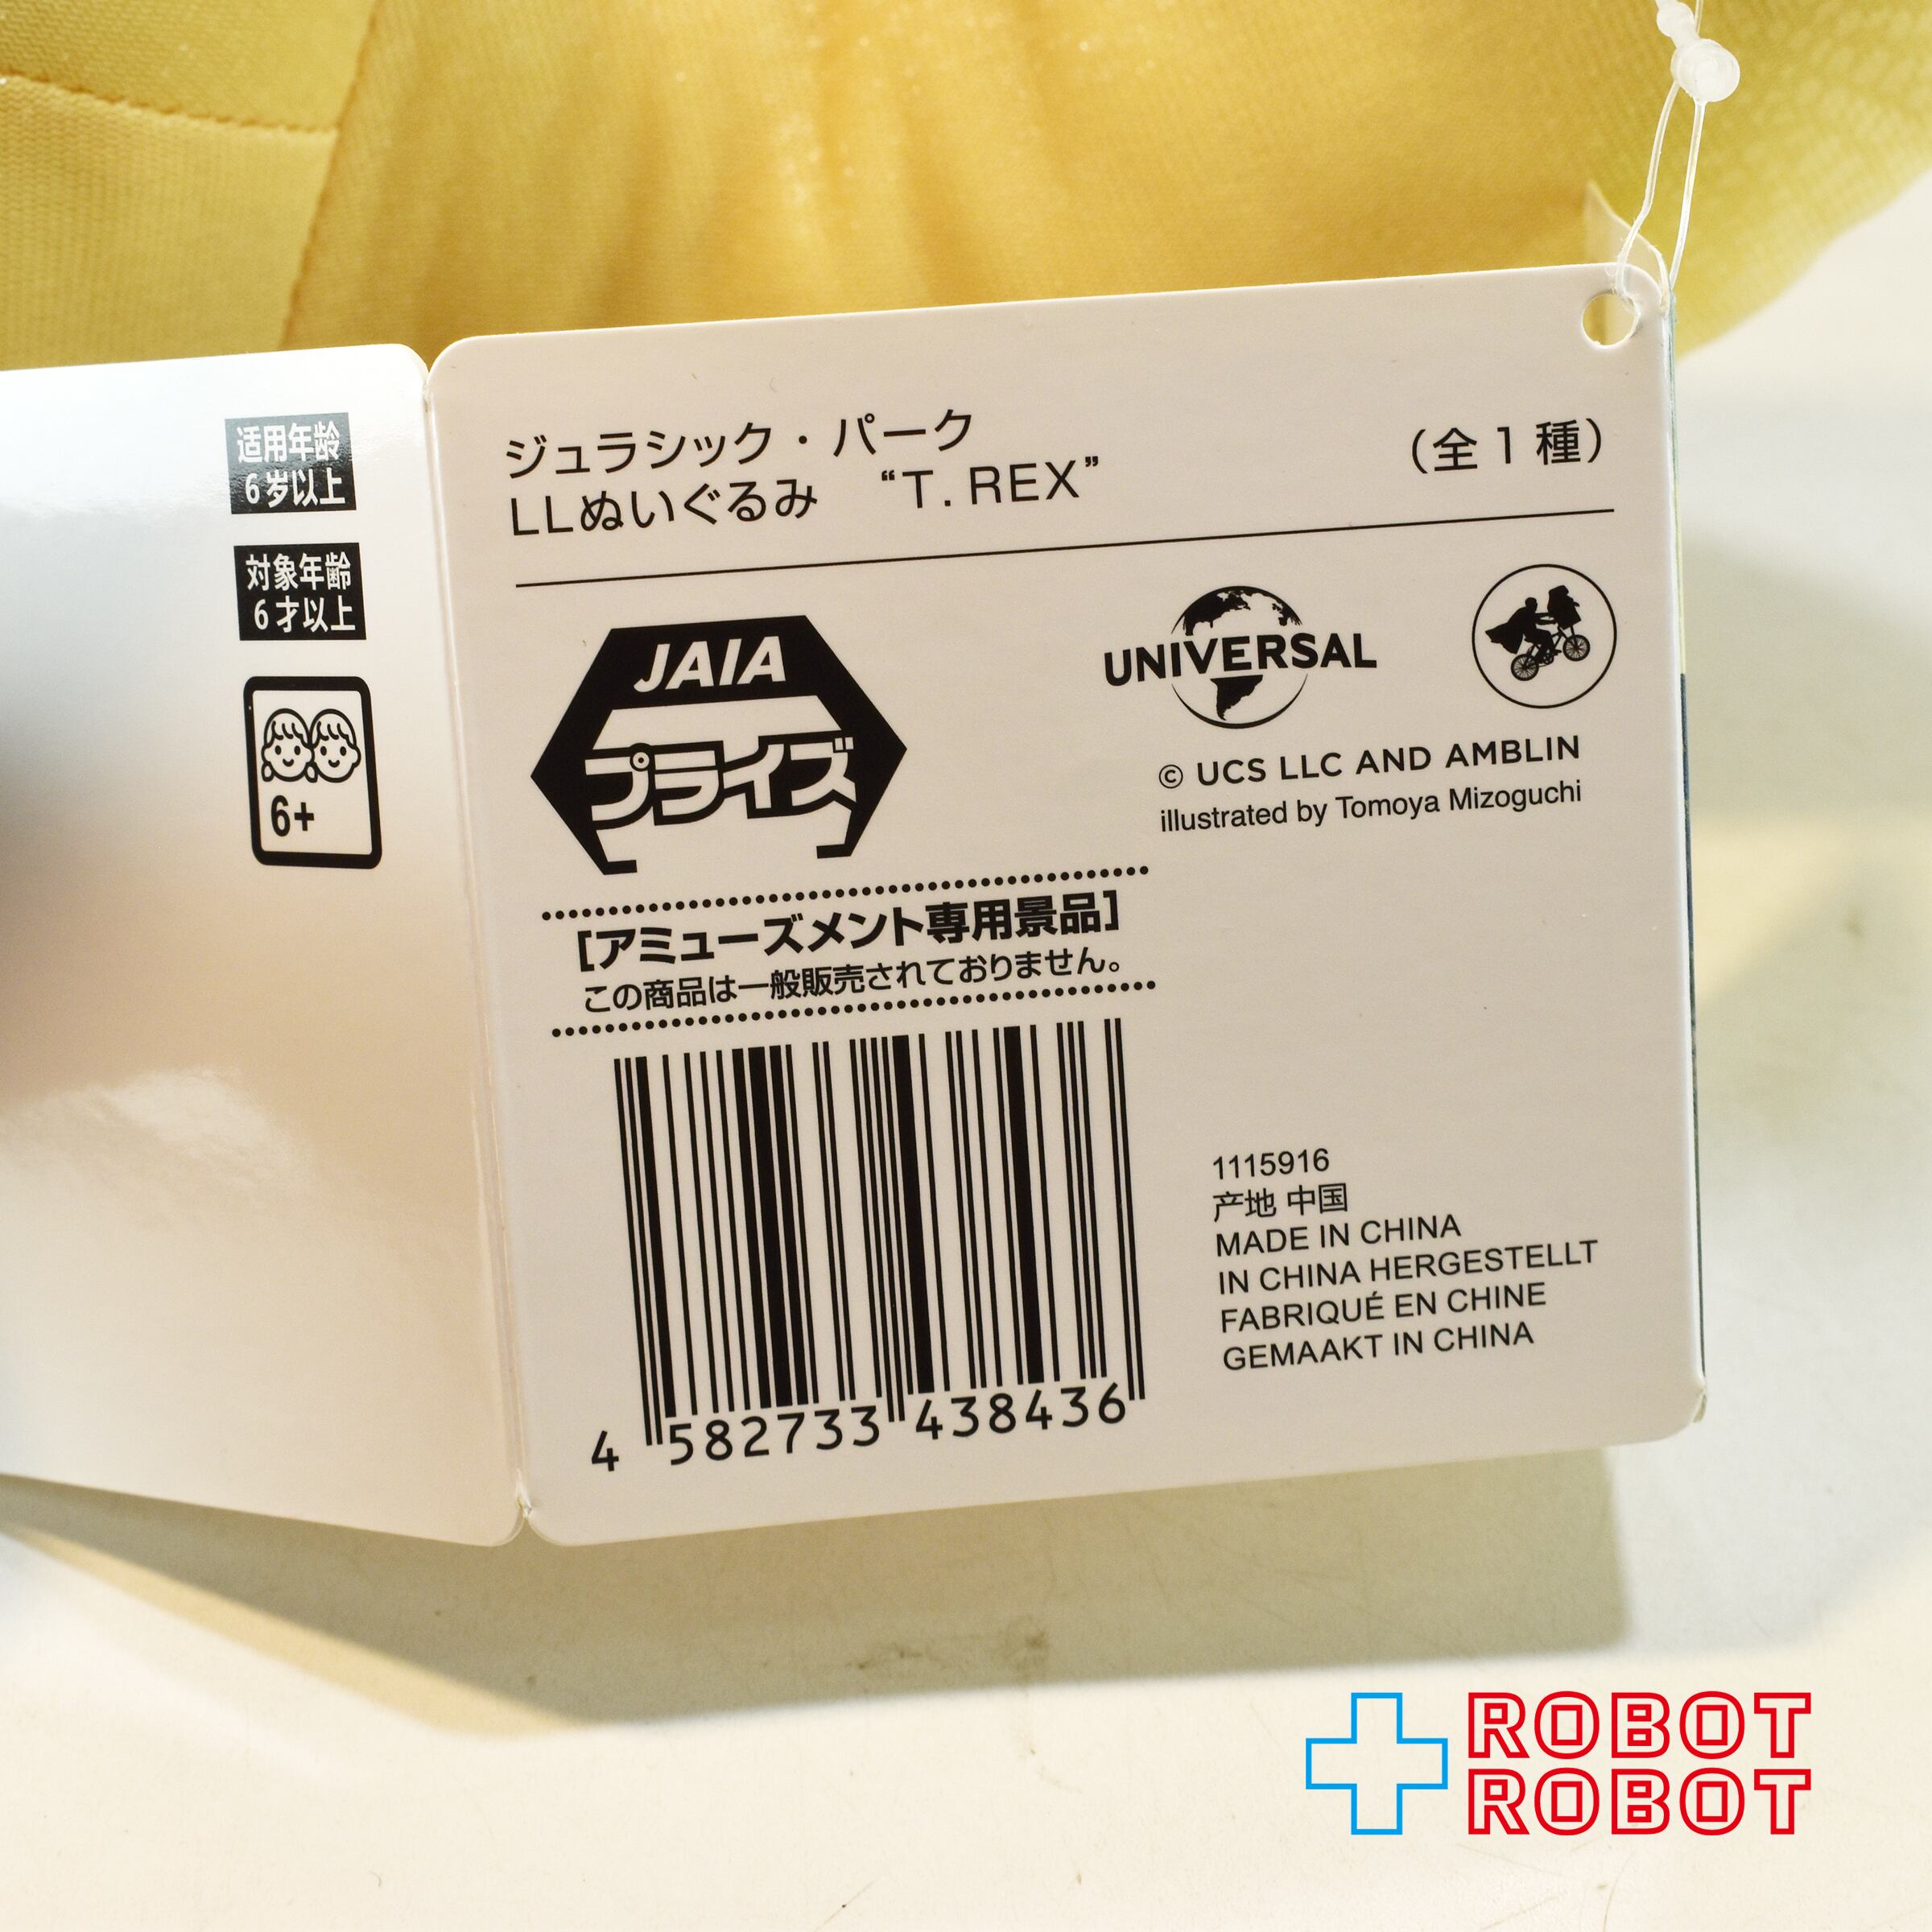 适用年龄
6岁以上
対象年齢
6才以上
6+
ジュラシック・パーク
LLぬいぐるみ “T. REX”
(全1種)
JAIA
プライズ
UNIVERSAL
© UCS LLC AND AMBLIN
illustrated by Tomoya Mizoguchi
[アミューズメント専用景品]
この商品は一般販売されておりません。
4 582733 438436
1115916
产地 中国
MADE IN CHINA
IN CHINA HERGESTELLT
FABRIQUÉ EN CHINE
GEMAAKT IN CHINA
ROBOT
ROBOT